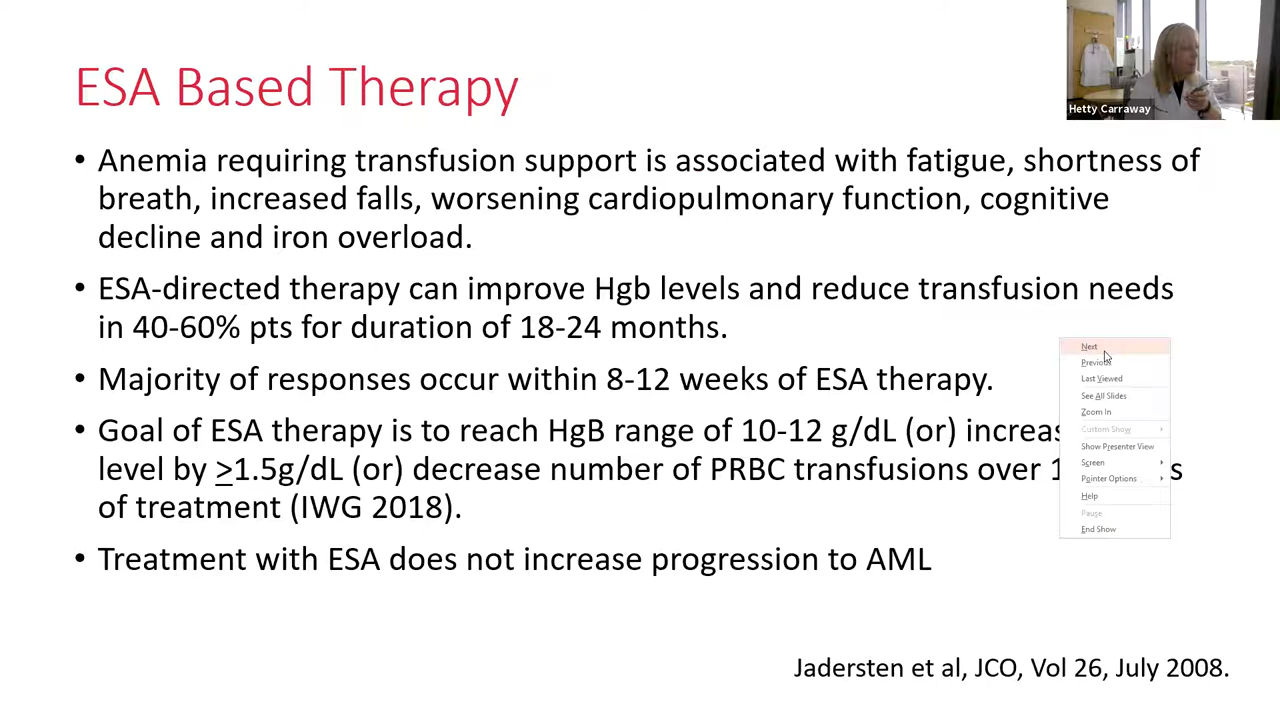 ESA Based Therapy
Hetty Carraway
• Anemia requiring transfusion support is associated with fatigue, shortness of
breath, increased falls, worsening cardiopulmonary function, cognitive
decline and iron overload.
• ESA-directed therapy can improve Hgb levels and reduce transfusion needs
in 40-60% pts for duration of 18-24 months.
• Majority of responses occur within 8-12 weeks of ESA therapy.
• Goal of ESA therapy is to reach HgB range of 10-12 g/dL (or)
level by >1.5g/dL (or) decrease number of PRBC transfusions over
of treatment (IWG 2018).
• Treatment with ESA does not increase progression to AML
Next
Previous
Last Viewed
See All Slides
Zoom In
Custom Show
Show Presenter View
Screen
Pointer Options
Help
Pause
End Show
Jadersten et al, JCO, Vol 26, July 2008.